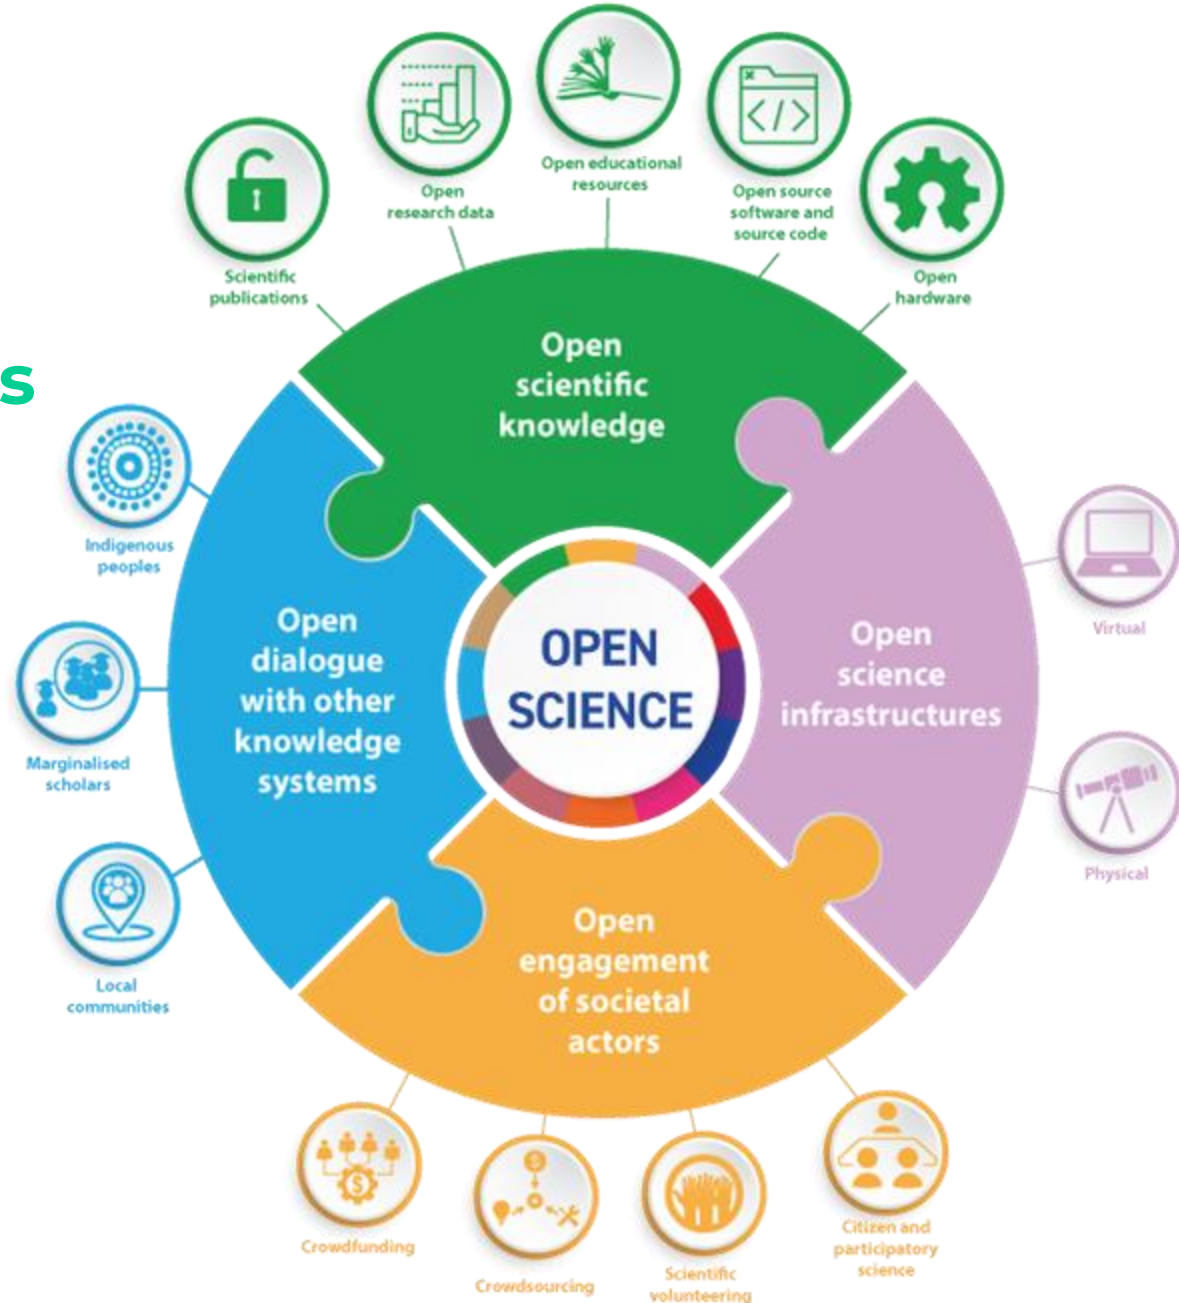 Open educational
resources
Open
research data
Open source
software and
source code
Scientific
publications
Open
hardware
s
Open
scientific
knowledge
Indigenous
peoples
Marginalised
scholars
Local
communities
Open
dialogue
with other
knowledge
systems
OPEN
SCIENCE
Open
science
infrastructures
Virtual
Physical
Open
engagement
of societal
actors
Crowdfunding
Crowdsourcing
Scientific
volunteering
Citizen and
participatory
science